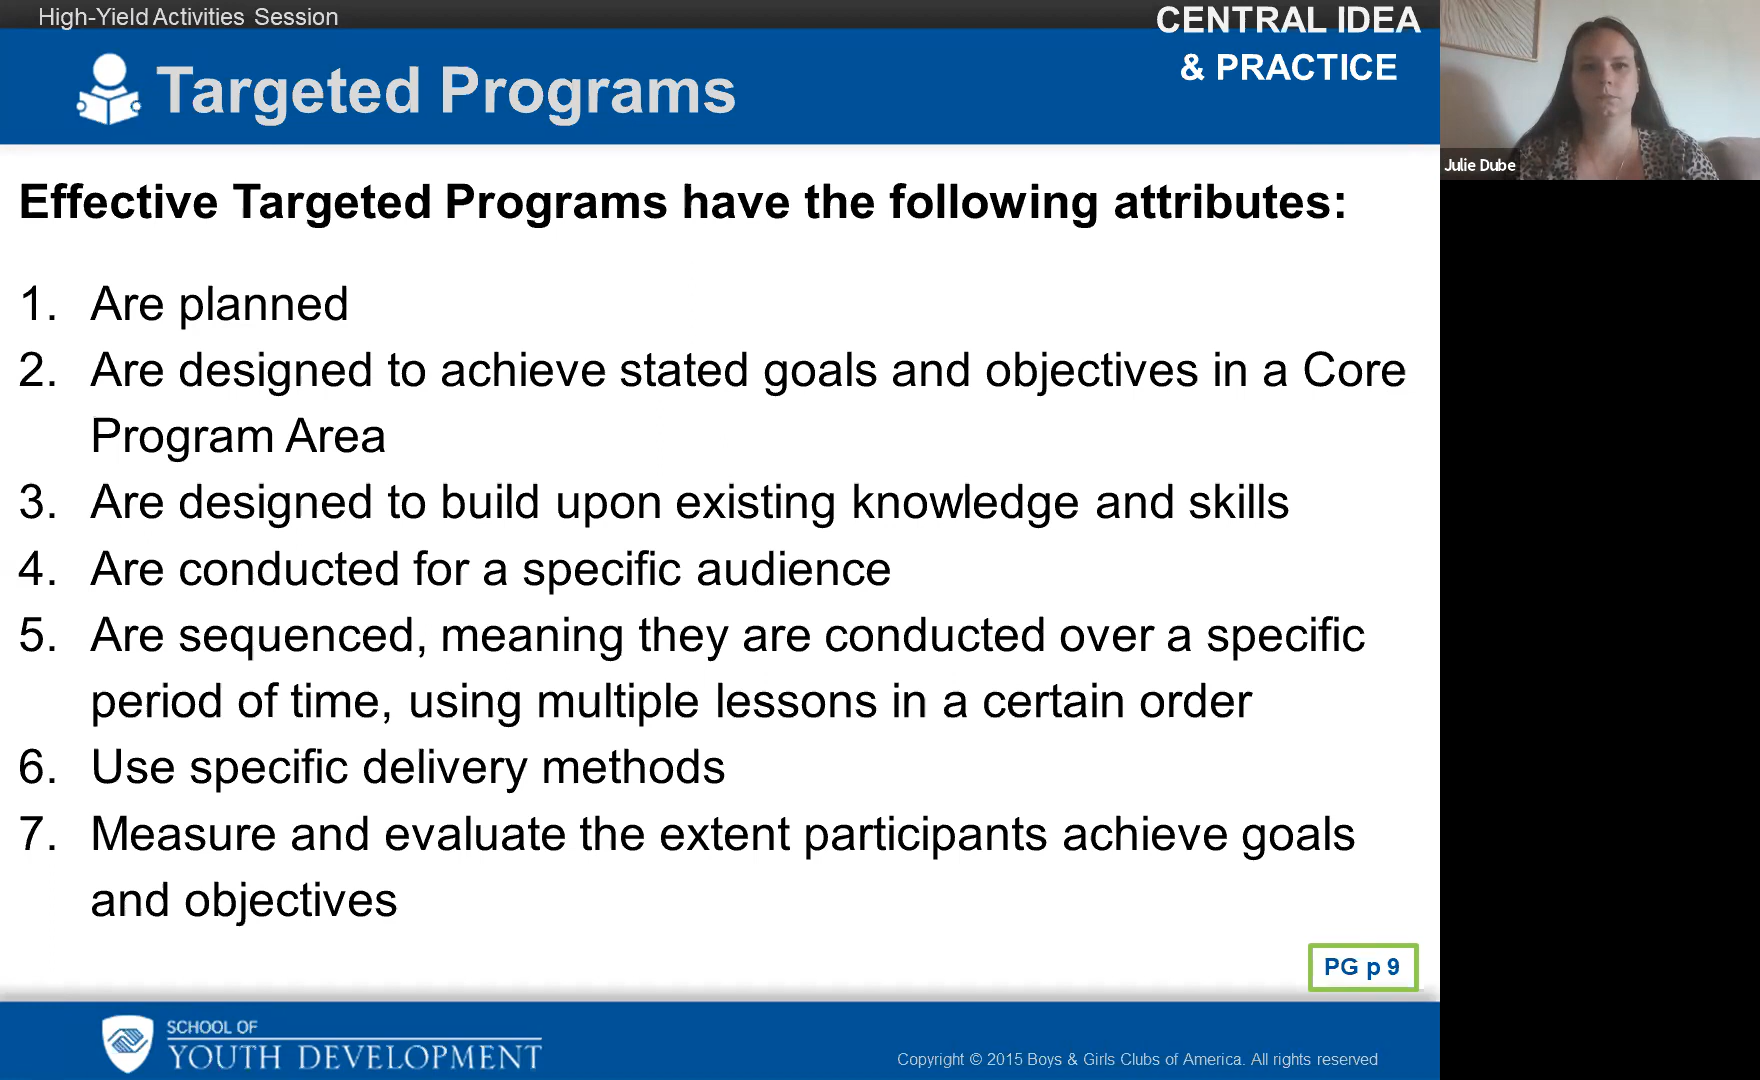 High-Yield Activities Session
CENTRAL IDEA
& PRACTICE
Targeted Programs
Julie Dube
Effective Targeted Programs have the following attributes:
1. Are planned
2. Are designed to achieve stated goals and objectives in a Core
Program Area
3. Are designed to build upon existing knowledge and skills
4. Are conducted for a specific audience
5. Are sequenced, meaning they are conducted over a specific
period of time, using multiple lessons in a certain order
6. Use specific delivery methods
7. Measure and evaluate the extent participants achieve goals
and objectives
PG p 9
SCHOOL OF
YOUTH DEVELOPMENT
Copyright © 2015 Boys & Girls Clubs of America. All rights reserved